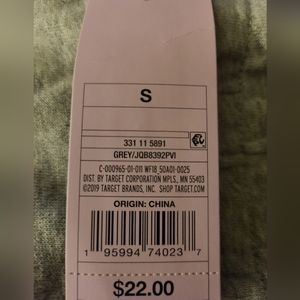 S
331 11 5891
GREY/JQB8392PVI
C-000965-01-011 WF18_50A01-0025
DIST. BY TARGET CORPORATION MPLS., MN 55403
©2019 TARGET BRANDS, INC. SHOP TARGET.COM
ORIGIN: CHINA
1 95994 74023 7
$22.00